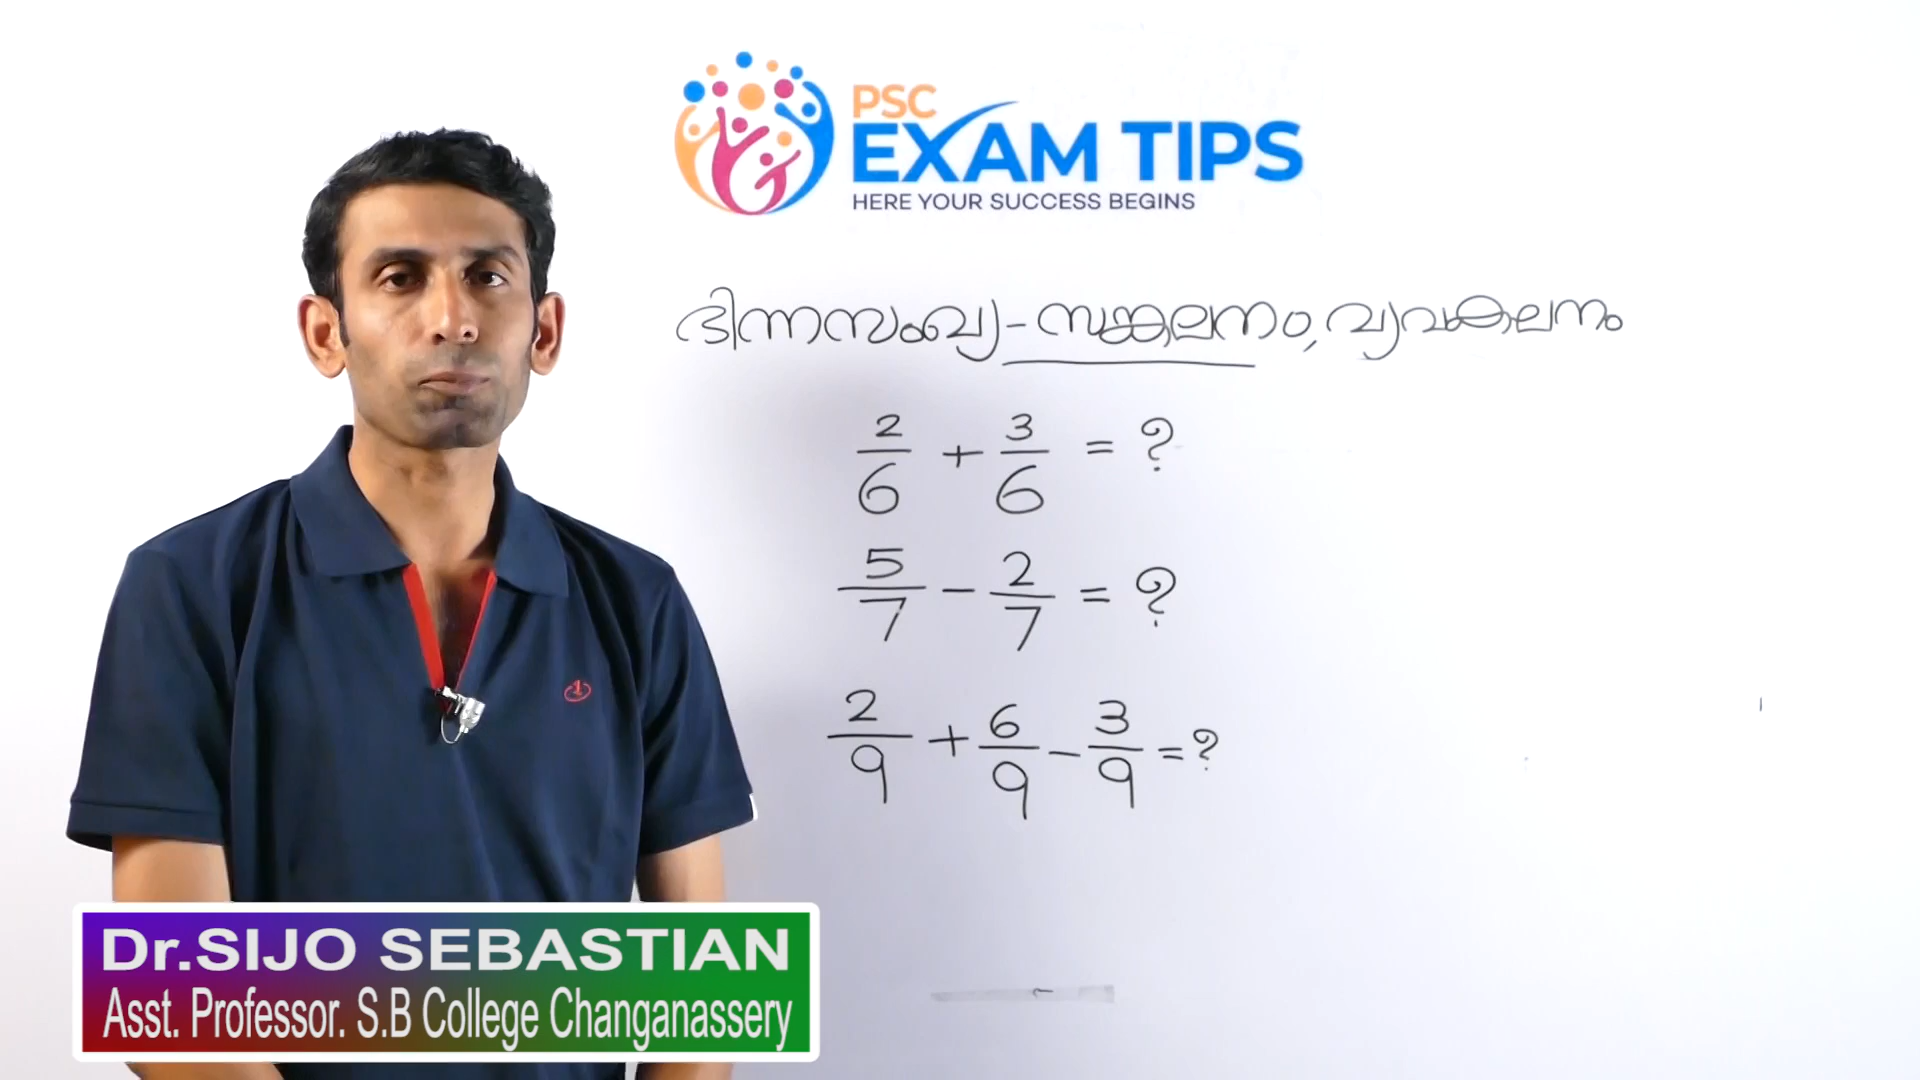 PSC
EXAM TIPS
HERE YOUR SUCCESS BEGINS
ഭിന്നസംഖ്യ - സങ്കലനം, വ്യവകലനം
2/6 + 3/6 = ?
5/7 - 2/7 = ?
2/9 + 6/9 - 3/9 = ?
Dr.SIJO SEBASTIAN
Asst. Professor. S.B College Changanassery